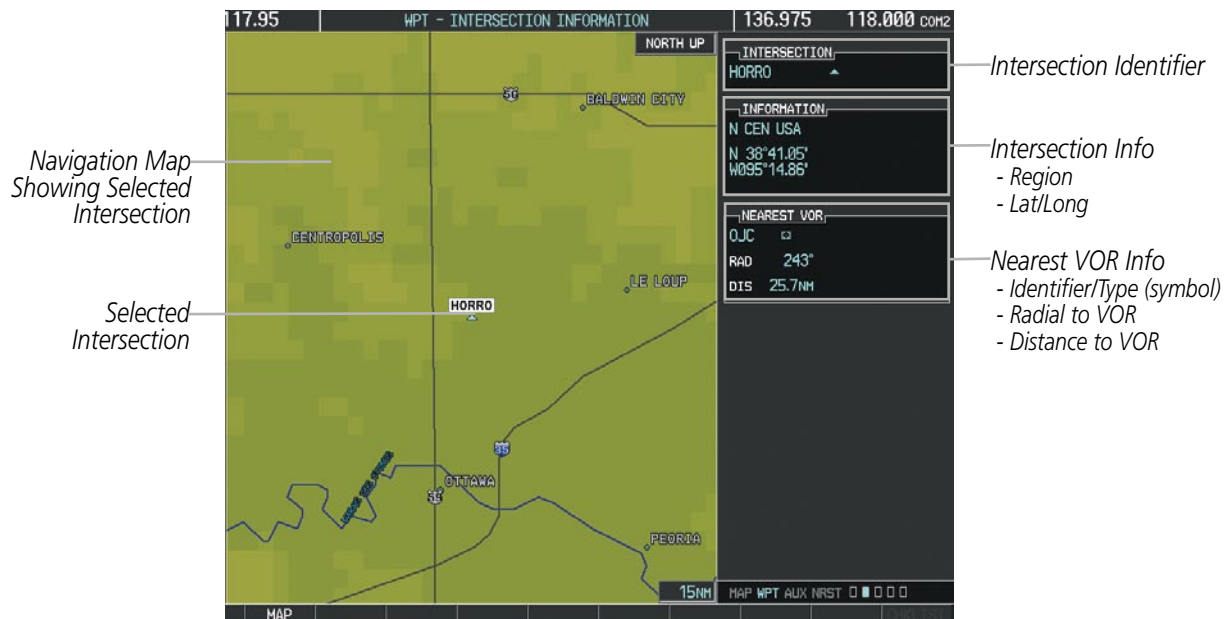 117.95 WPT - INTERSECTION INFORMATION 136.975 118.000 COM2
NORTH UP
INTERSECTION
HORRO
Intersection Identifier
56
BALDWIN CITY
INFORMATION
N CEN USA
N 38°41.05'
W095°14.86'
Intersection Info
- Region
- Lat/Long
Navigation Map
Showing Selected
Intersection
CENTROPOLIS
NEAREST VOR
OJC
RAD 243°
DIS 25.7NM
Nearest VOR Info
- Identifier/Type (symbol)
- Radial to VOR
- Distance to VOR
LE LOUP
HORRO
Selected
Intersection
35
OTTAWA
PEORIA
15NM
MAP WPT AUX NRST
MAP
CHKLIST